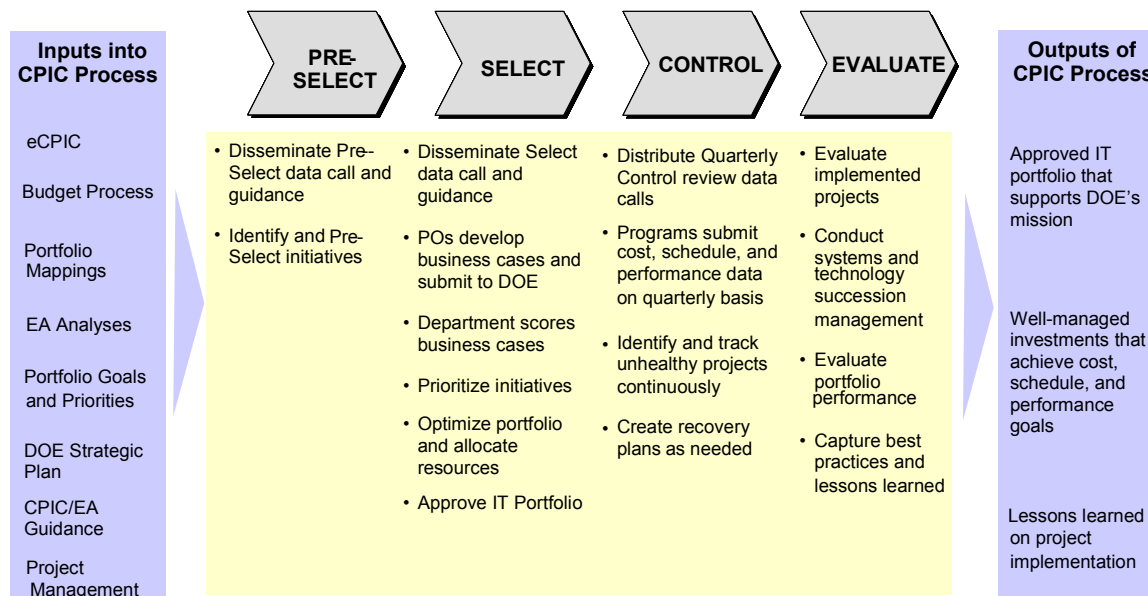 Inputs into
CPIC Process
eCPIC
Budget Process
Portfolio
Mappings
EA Analyses
Portfolio Goals
and Priorities
DOE Strategic
Plan
CPIC/EA
Guidance
Project
Management
PRE-
SELECT
• Disseminate Pre--
Select data call and
guidance
• Identify and Pre-
Select initiatives
SELECT
• Disseminate Select
data call and
guidance
• POs develop
business cases and
submit to DOE
• Department scores
business cases
• Prioritize initiatives
• Optimize portfolio
and allocate
resources
• Approve IT Portfolio
CONTROL
• Distribute Quarterly
Control review data
calls
• Programs submit
cost, schedule, and
performance data
on quarterly basis
• Identify and track
unhealthy projects
continuously
• Create recovery
plans as needed
EVALUATE
• Evaluate
implemented
projects
• Conduct
systems and
technology
succession
management
• Evaluate
portfolio
performance
• Capture best
practices and
lessons learned
Outputs of
CPIC Process
Approved IT
portfolio that
supports DOE's
mission
Well-managed
investments that
achieve cost,
schedule, and
performance
goals
Lessons learned
on project
implementation